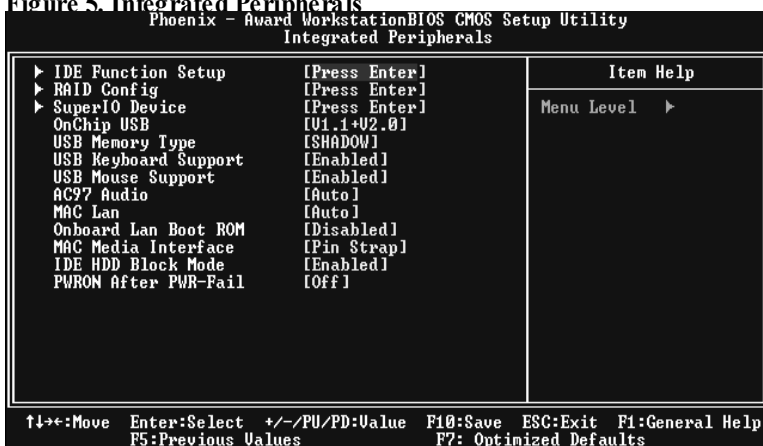 Figure 5. Integrated Peripherals
Phoenix - Award WorkstationBIOS CMOS Setup Utility
Integrated Peripherals
IDE Function Setup [Press Enter] Item Help
RAID Config [Press Enter]
SuperIO Device [Press Enter] Menu Level
OnChip USB [V1.1+V2.0]
USB Memory Type [SHADOW]
USB Keyboard Support [Enabled]
USB Mouse Support [Enabled]
AC97 Audio [Auto]
MAC Lan [Auto]
Onboard Lan Boot ROM [Disabled]
MAC Media Interface [Pin Strap]
IDE HDD Block Mode [Enabled]
PWRON After PWR-Fail [Off]
↑↓→←:Move Enter:Select +/-/PU/PD:Value F10:Save ESC:Exit F1:General Help
F5:Previous Values F7: Optimized Defaults